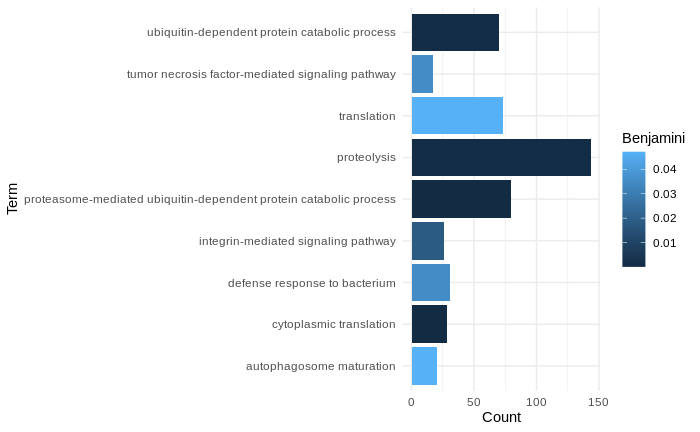 Term
ubiquitin-dependent protein catabolic process
tumor necrosis factor-mediated signaling pathway
translation
proteolysis
proteasome-mediated ubiquitin-dependent protein catabolic process
integrin-mediated signaling pathway
defense response to bacterium
cytoplasmic translation
autophagosome maturation
0 50 100 150
Count
Benjamini
0.04
0.03
0.02
0.01